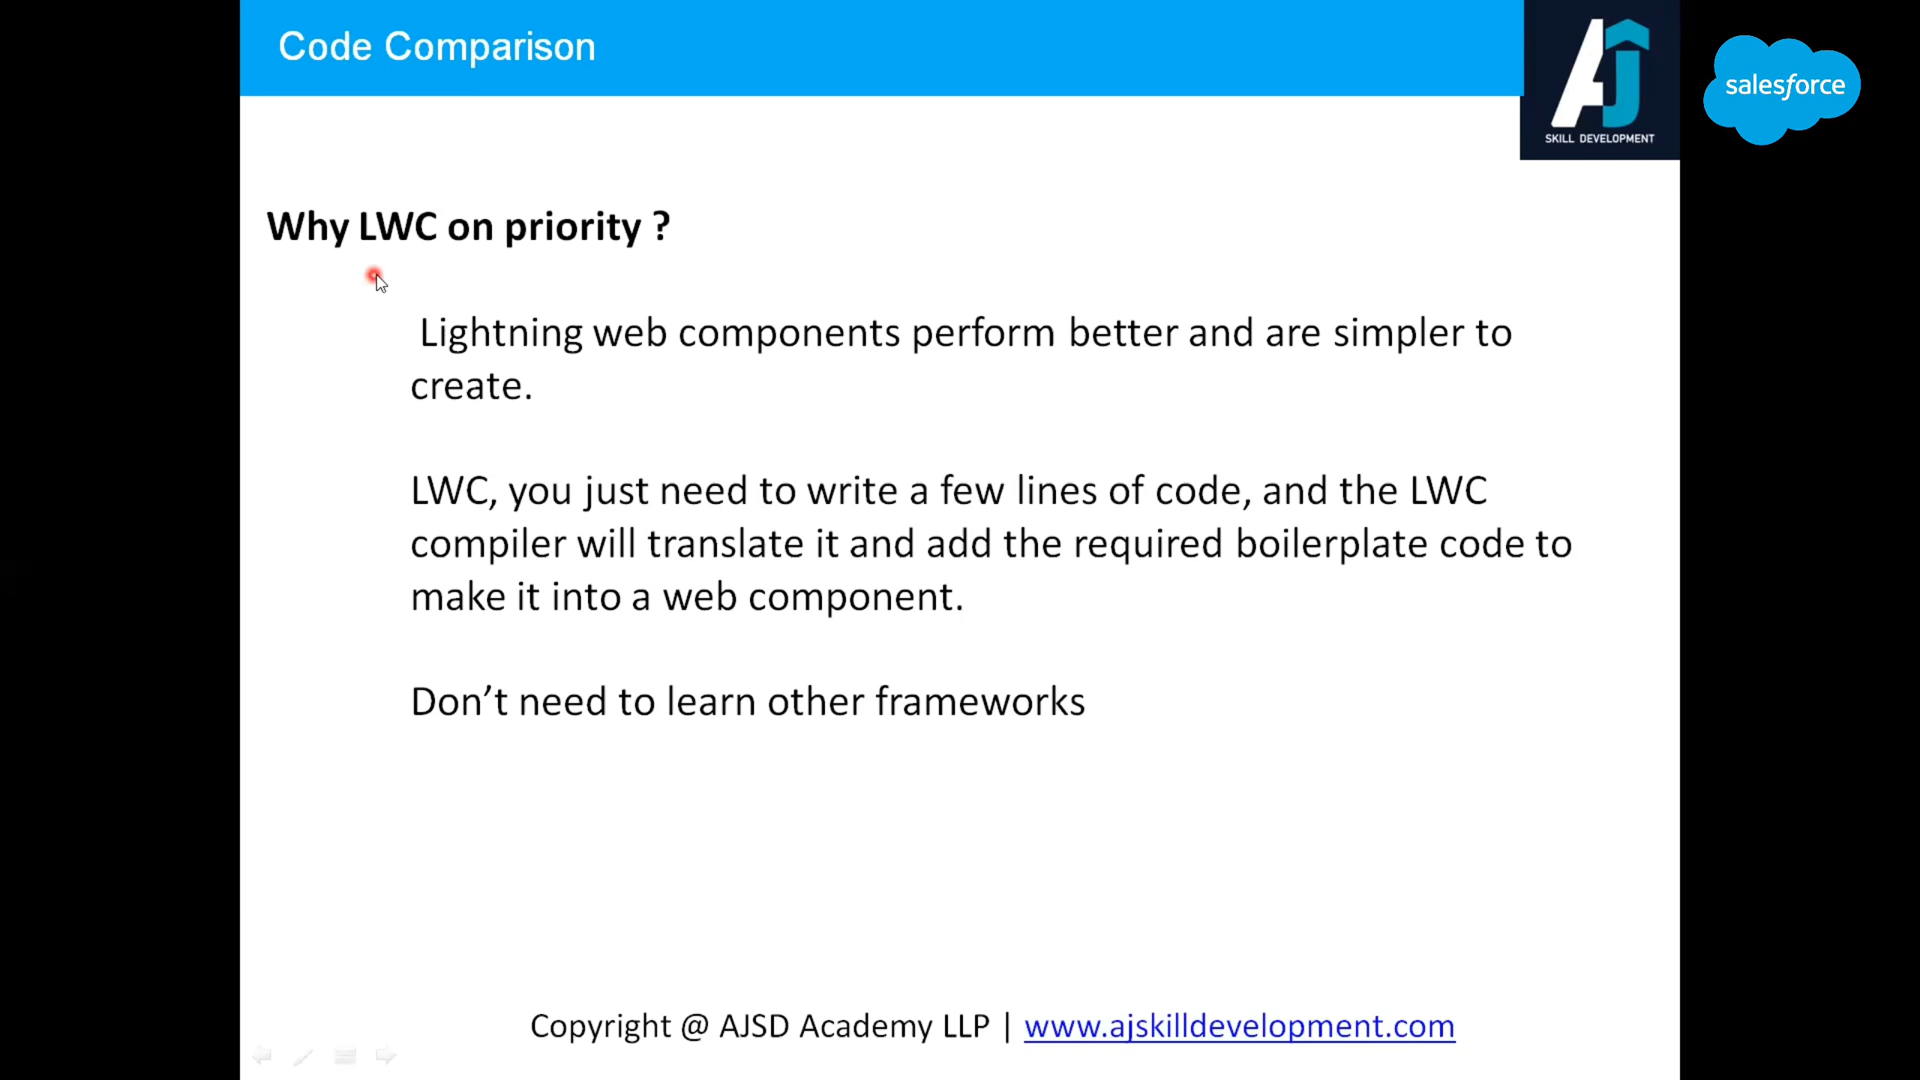 Code Comparison
AJ
SKILL DEVELOPMENT
salesforce
Why LWC on priority ?
Lightning web components perform better and are simpler to
create.
LWC, you just need to write a few lines of code, and the LWC
compiler will translate it and add the required boilerplate code to
make it into a web component.
Don’t need to learn other frameworks
Copyright @ AJSD Academy LLP | www.ajskilldevelopment.com